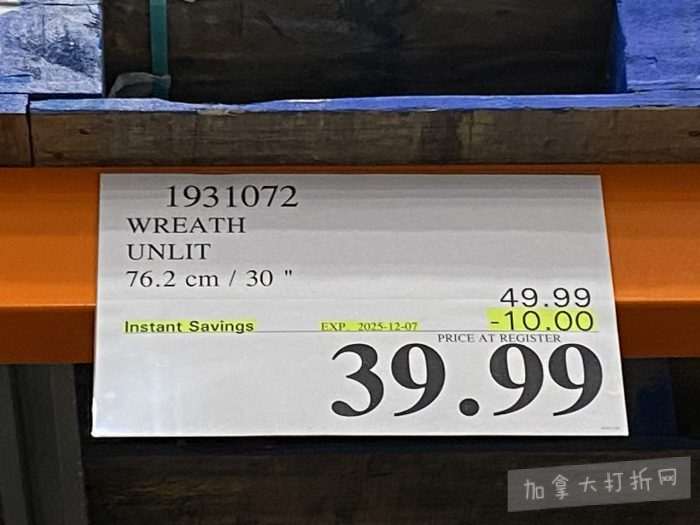 1931072
WREATH
UNLIT
76.2 cm / 30 "
49.99
Instant Savings EXP. 2025-12-07 -10.00
PRICE AT REGISTER
39.99
加拿大打折网